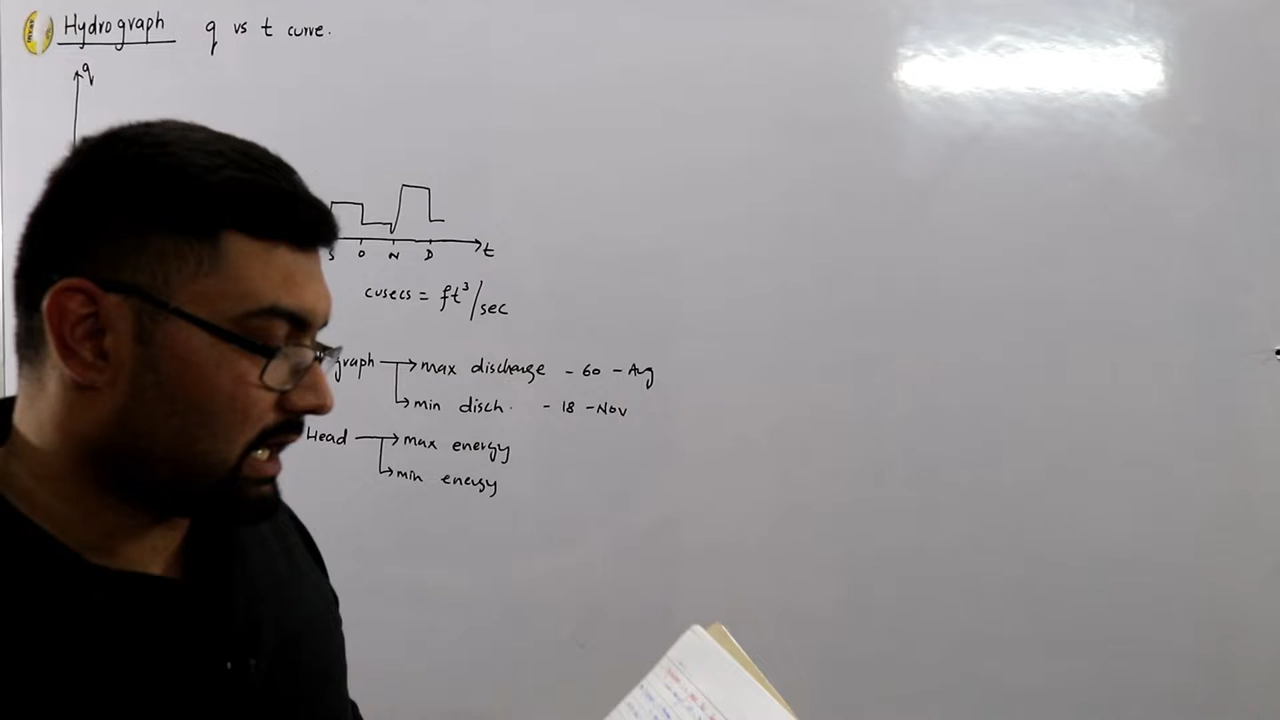 Hydrograph q vs t curve.
q
t
S O N D
cusecs = ft³/sec
graph → max discharge - 60 - Aug
→ min disch. - 18 - Nov
Head → max energy
→ min energy